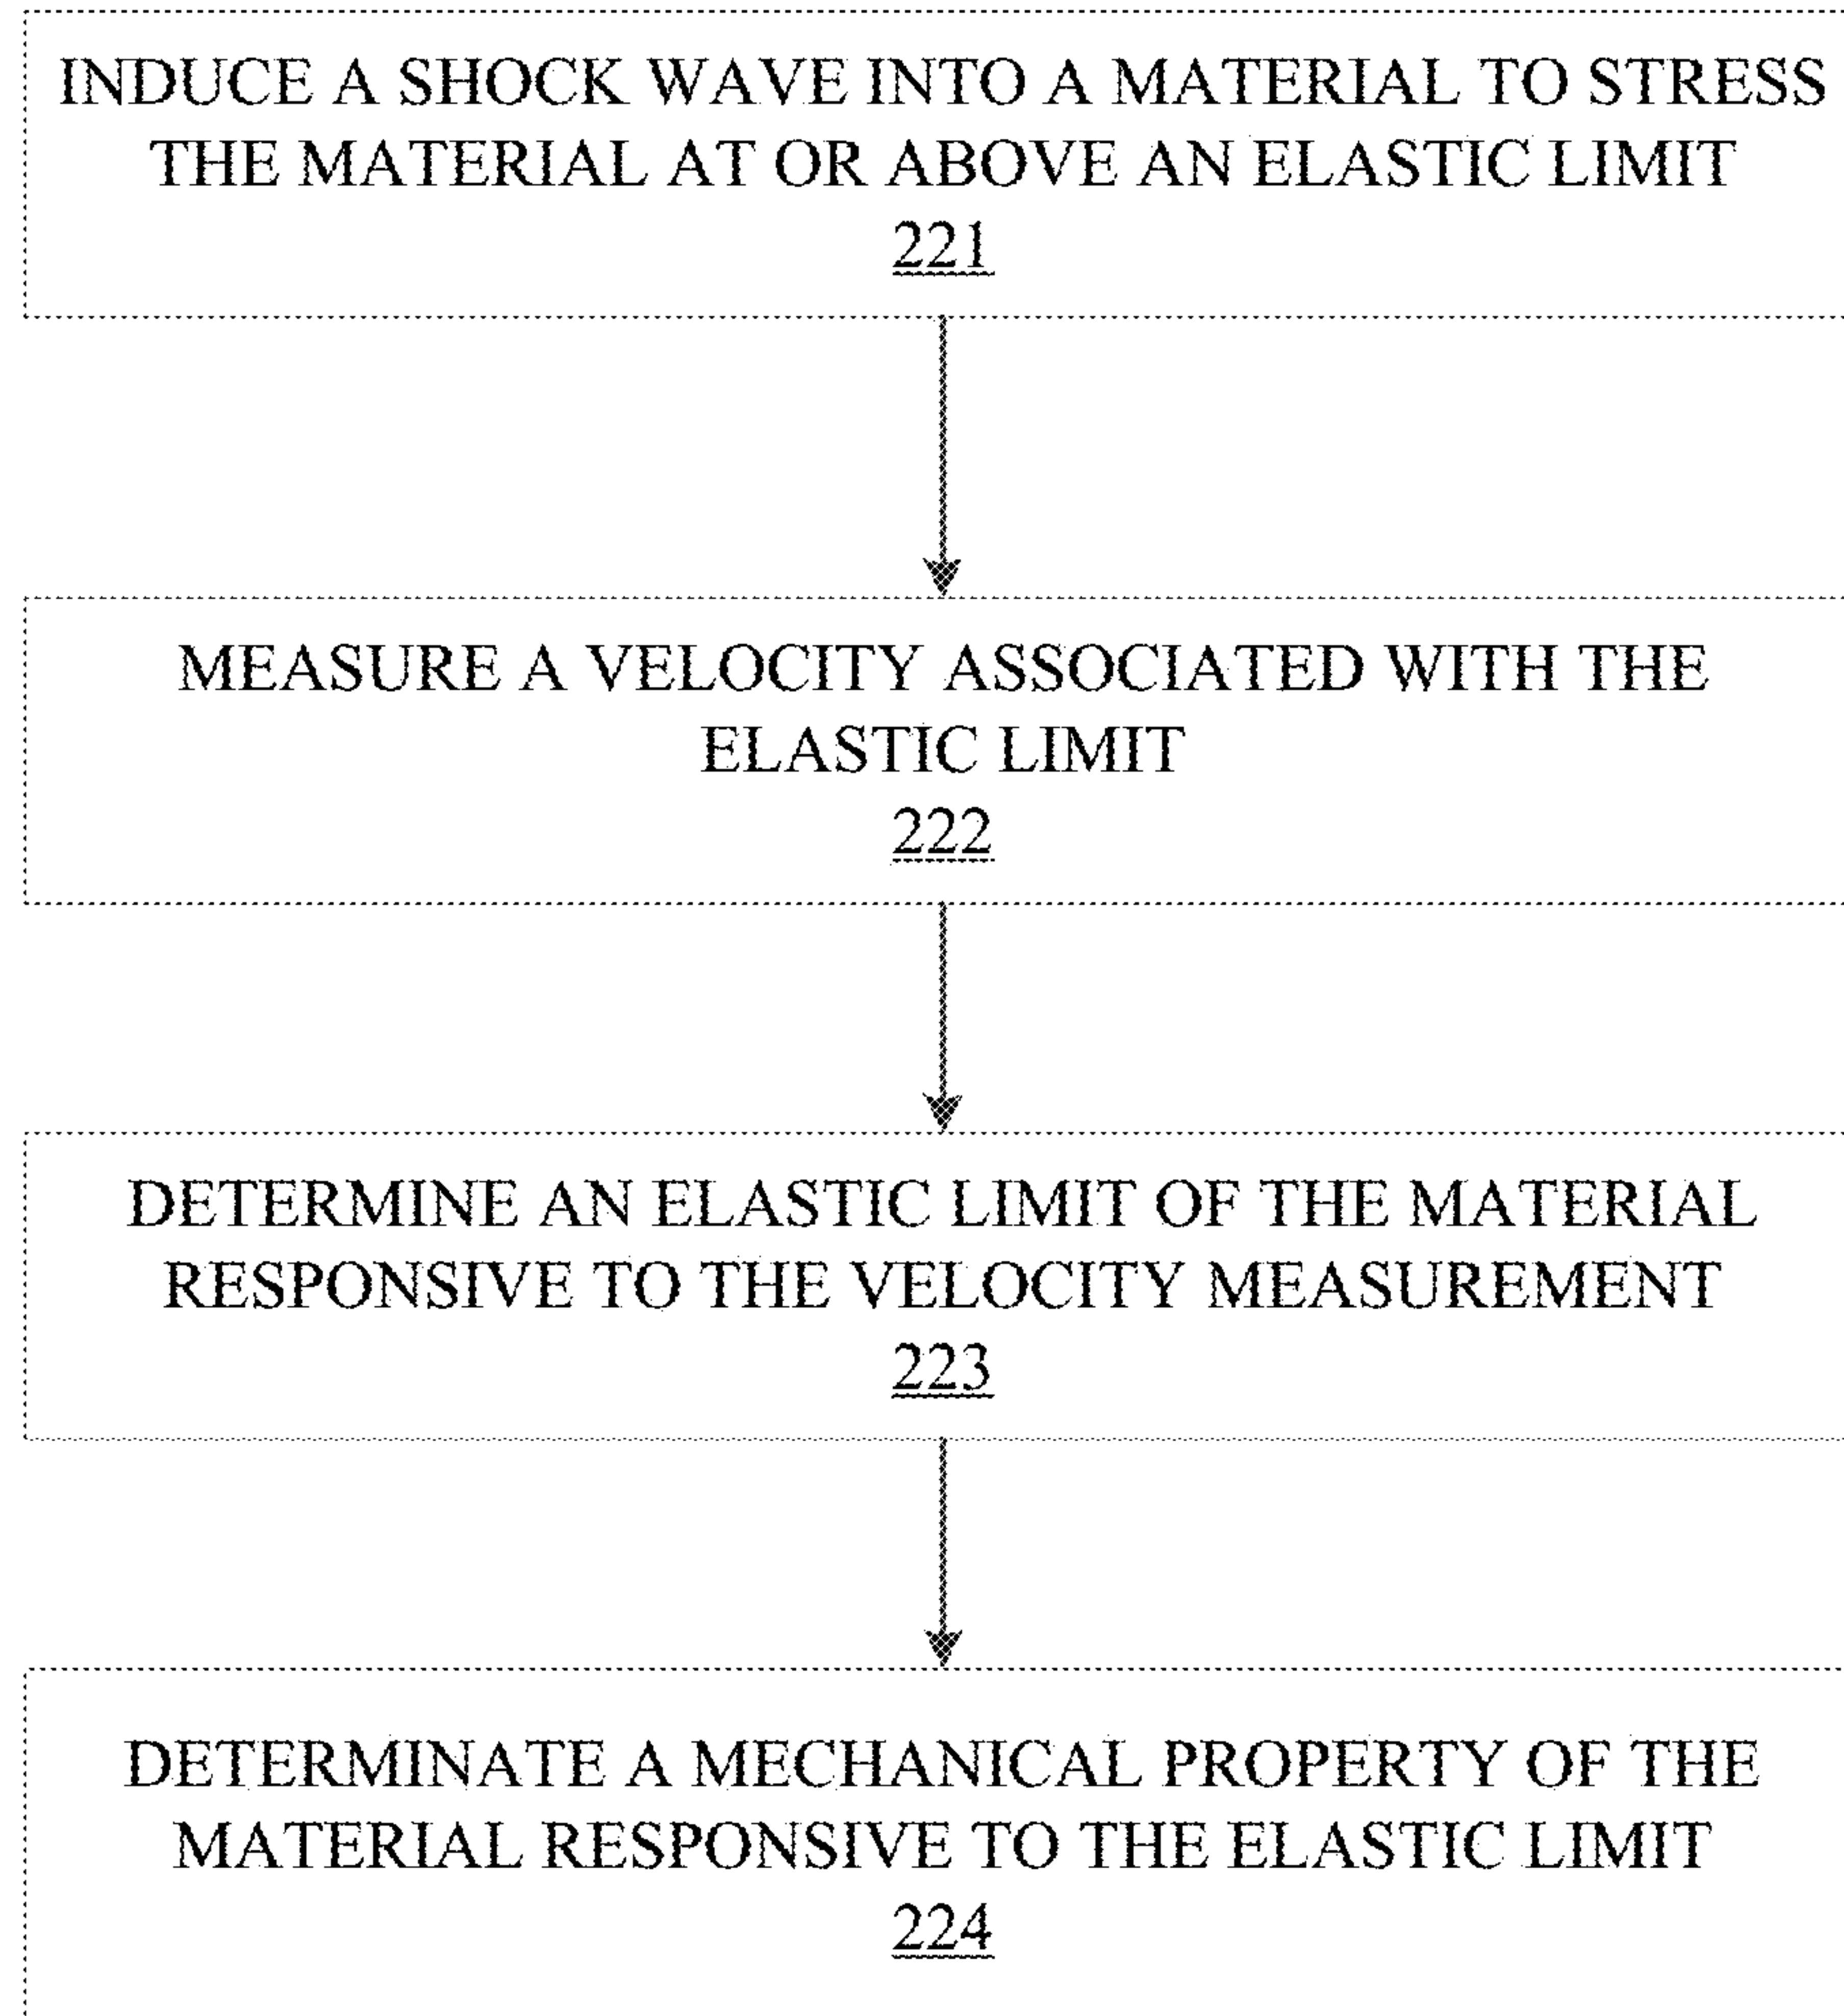 INDUCE A SHOCK WAVE INTO A MATERIAL TO STRESS
THE MATERIAL AT OR ABOVE AN ELASTIC LIMIT
221
MEASURE A VELOCITY ASSOCIATED WITH THE
ELASTIC LIMIT
222
DETERMINE AN ELASTIC LIMIT OF THE MATERIAL
RESPONSIVE TO THE VELOCITY MEASUREMENT
223
DETERMINATE A MECHANICAL PROPERTY OF THE
MATERIAL RESPONSIVE TO THE ELASTIC LIMIT
224